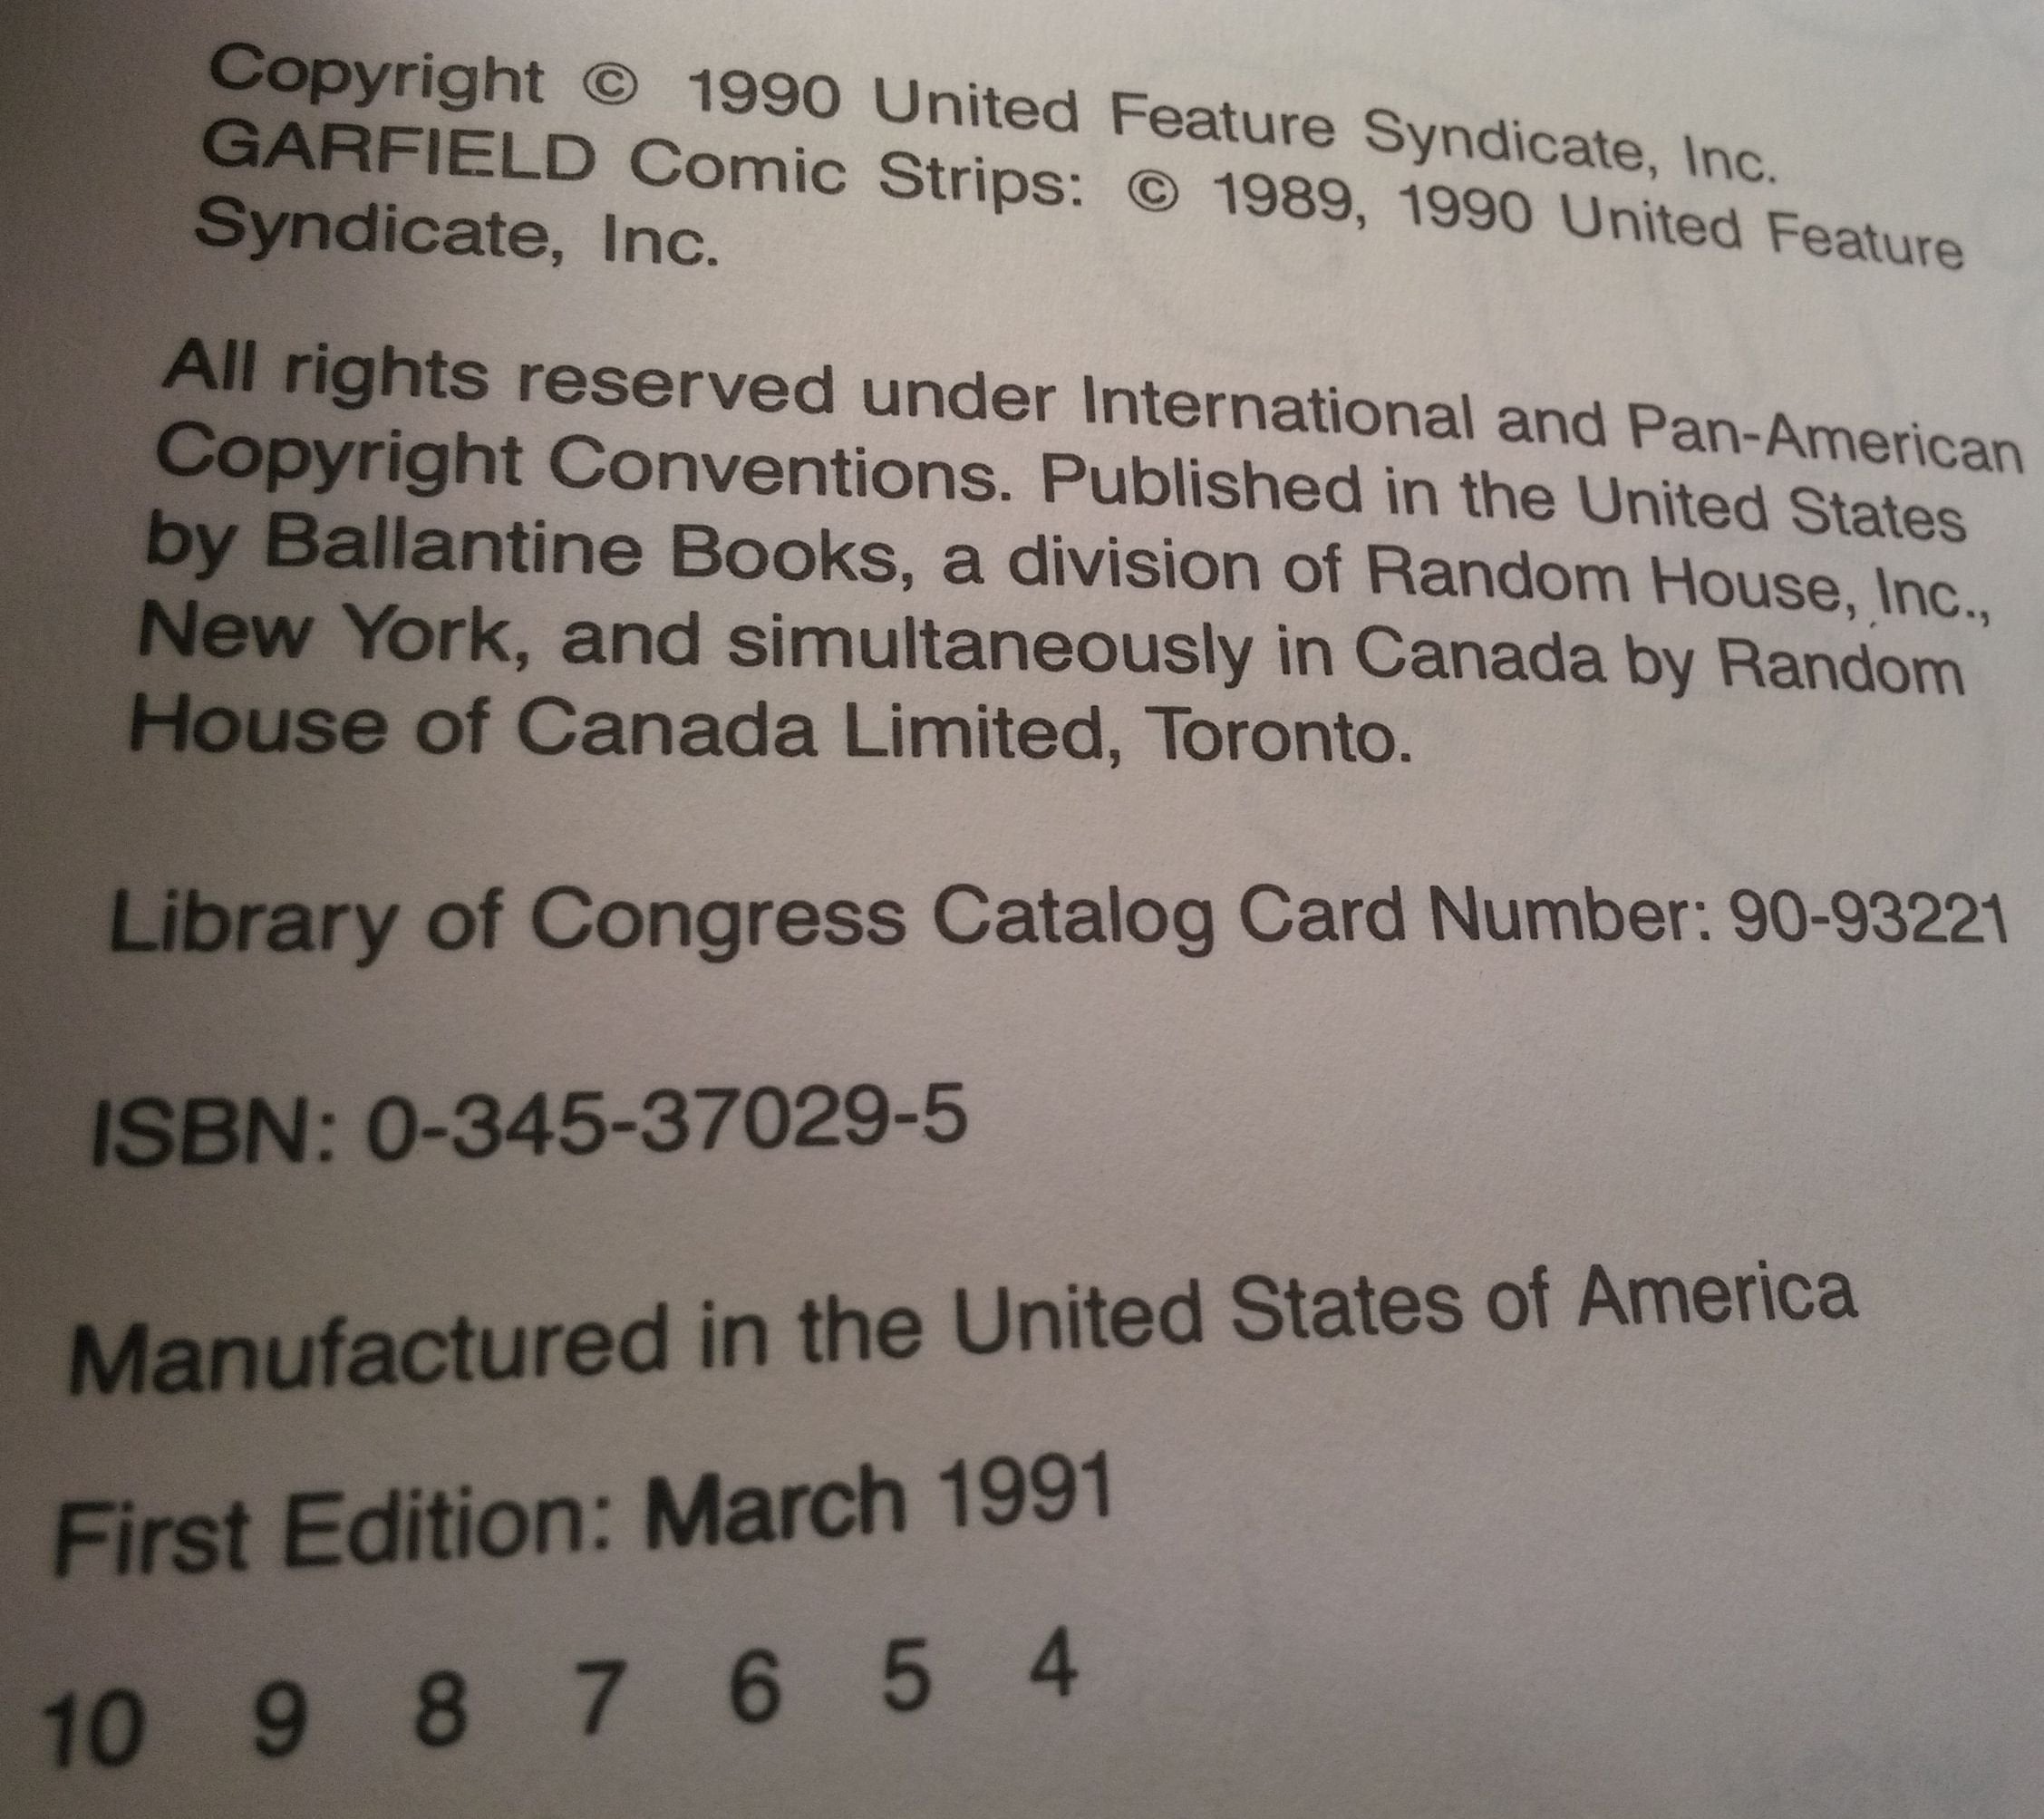 Copyright © 1990 United Feature Syndicate, Inc.
GARFIELD Comic Strips: © 1989, 1990 United Feature
Syndicate, Inc.
All rights reserved under International and Pan-American
Copyright Conventions. Published in the United States
by Ballantine Books, a division of Random House, Inc.,
New York, and simultaneously in Canada by Random
House of Canada Limited, Toronto.
Library of Congress Catalog Card Number: 90-93221
ISBN: 0-345-37029-5
Manufactured in the United States of America
First Edition: March 1991
10 9 8 7 6 5 4